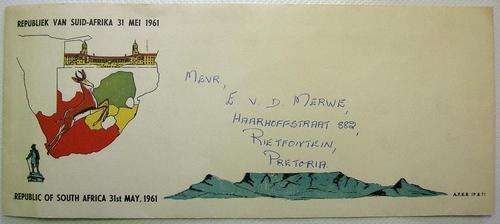 REPUBLIEK VAN SUID-AFRIKA 31 MEI 1961
MEVR,
E V. D. MERWE,
HAARHOFFSTRAAT 882,
RIETFONTEIN,
PRETORIA
REPUBLIC OF SOUTH AFRICA 31st MAY, 1961